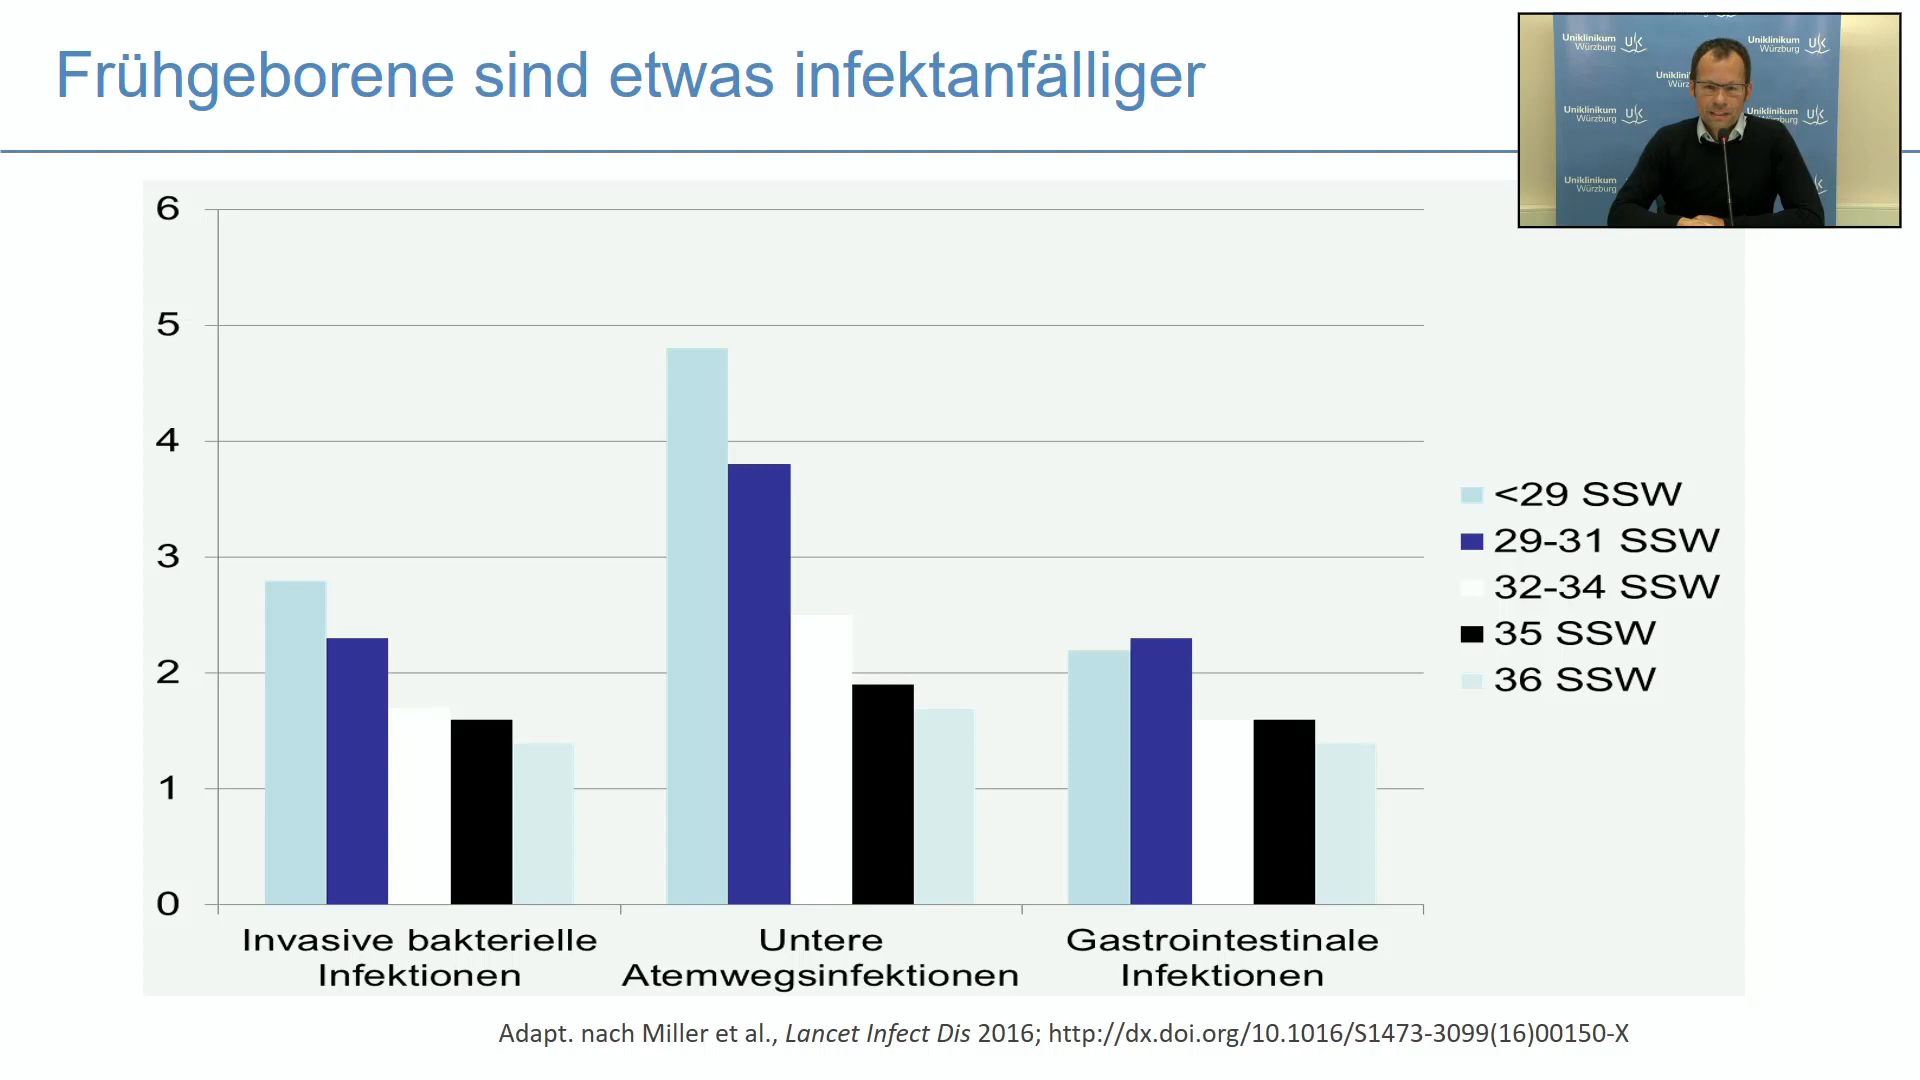 Frühgeborene sind etwas infektanfälliger
Uniklinikum
Würzburg
Uniklinikum
Würzburg
Uniklinikum
Würzburg
Uniklinikum
Würzburg
6
5
4
3
2
1
0
<29 SSW
29-31 SSW
32-34 SSW
35 SSW
36 SSW
Invasive bakterielle
Infektionen
Untere
Atemwegsinfektionen
Gastrointestinale
Infektionen
Adapt. nach Miller et al., Lancet Infect Dis 2016; http://dx.doi.org/10.1016/S1473-3099(16)00150-X